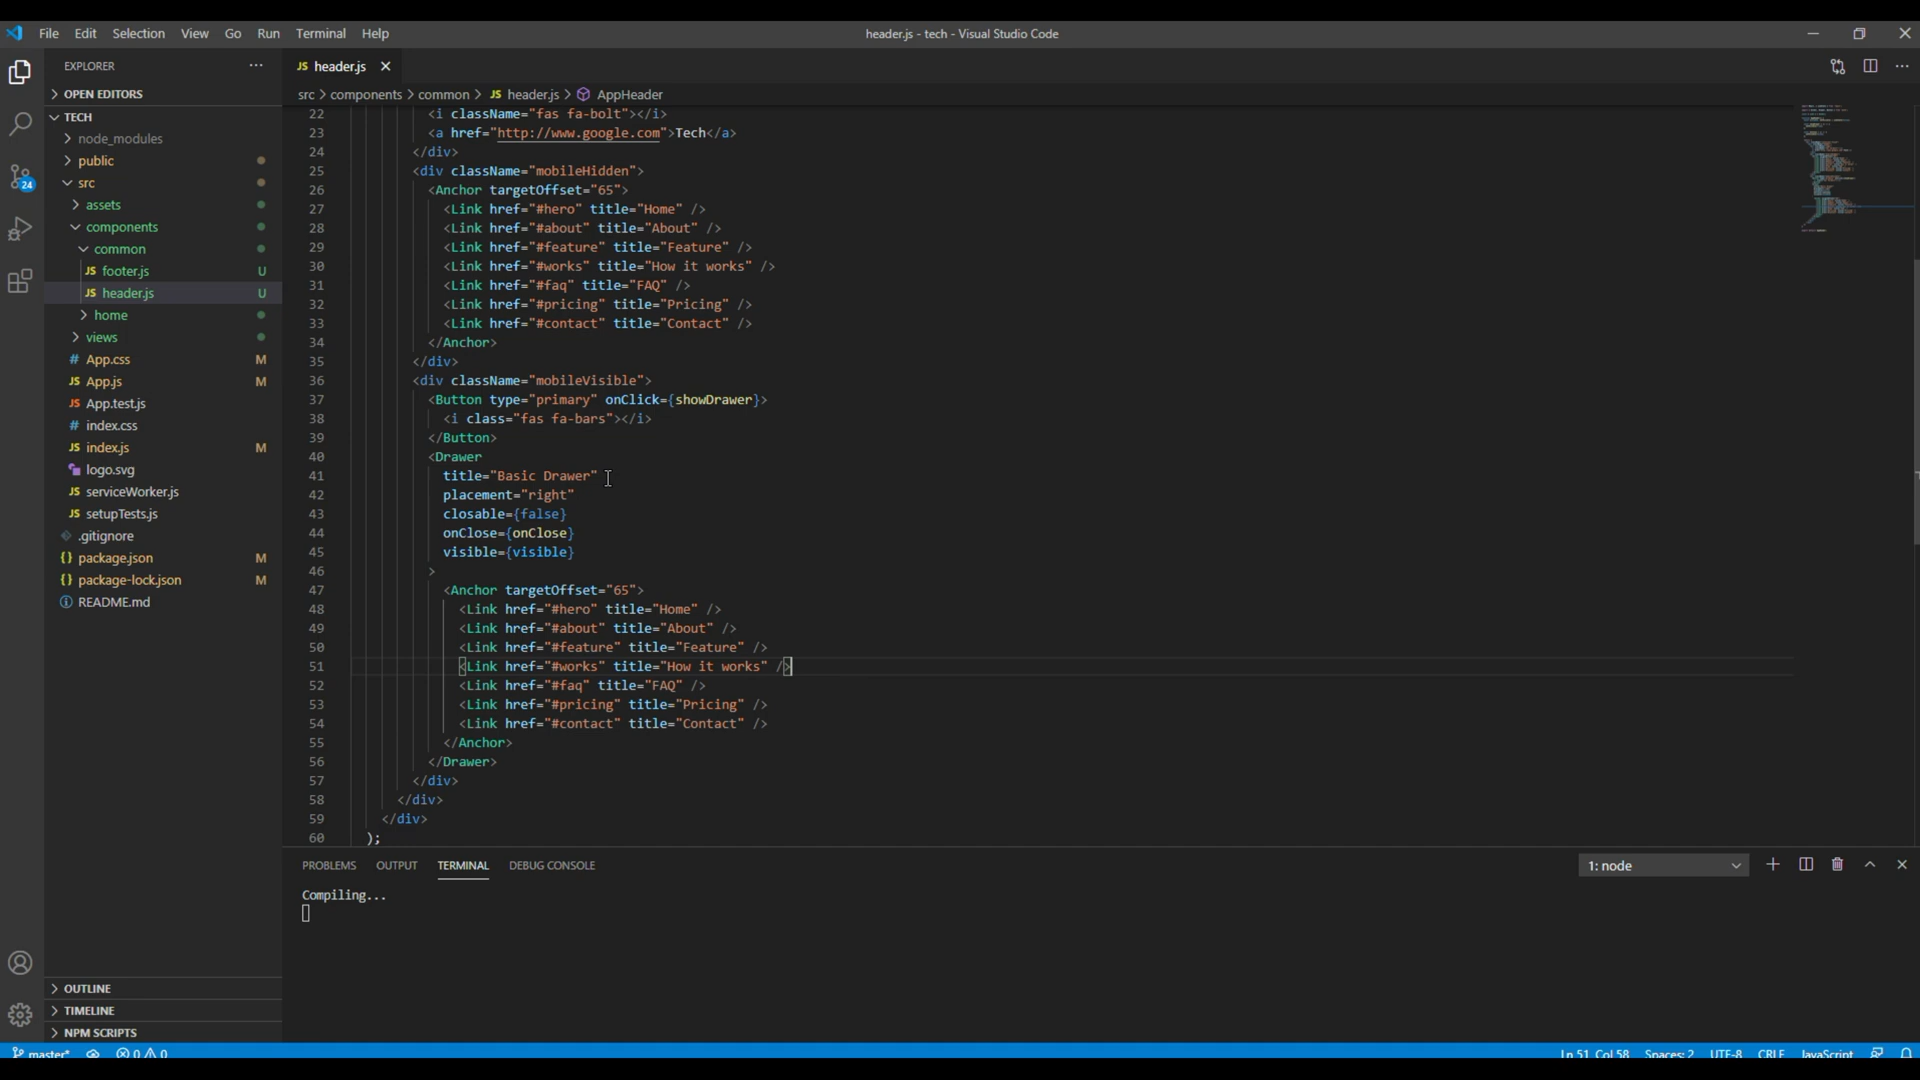 File Edit Selection View Go Run Terminal Help
header.js - tech - Visual Studio Code
EXPLORER
OPEN EDITORS
TECH
node_modules
public
src
assets
components
common
JS footer.js U
JS header.js U
home
views
# App.css M
JS App.js M
JS App.test.js
# index.css
JS index.js M
logo.svg
JS serviceWorker.js
JS setupTests.js
.gitignore
{} package.json M
{} package-lock.json M
README.md
24
OUTLINE
TIMELINE
NPM SCRIPTS
JS header.js
src > components > common > JS header.js > AppHeader
22 <i className="fas fa-bolt"></i>
23 <a href="http://www.google.com">Tech</a>
24 </div>
25 <div className="mobileHidden">
26 <Anchor targetOffset="65">
27 <Link href="#hero" title="Home" />
28 <Link href="#about" title="About" />
29 <Link href="#feature" title="Feature" />
30 <Link href="#works" title="How it works" />
31 <Link href="#faq" title="FAQ" />
32 <Link href="#pricing" title="Pricing" />
33 <Link href="#contact" title="Contact" />
34 </Anchor>
35 </div>
36 <div className="mobileVisible">
37 <Button type="primary" onClick={showDrawer}>
38 <i class="fas fa-bars"></i>
39 </Button>
40 <Drawer
41 title="Basic Drawer"
42 placement="right"
43 closable={false}
44 onClose={onClose}
45 visible={visible}
46 >
47 <Anchor targetOffset="65">
48 <Link href="#hero" title="Home" />
49 <Link href="#about" title="About" />
50 <Link href="#feature" title="Feature" />
51 <Link href="#works" title="How it works" />
52 <Link href="#faq" title="FAQ" />
53 <Link href="#pricing" title="Pricing" />
54 <Link href="#contact" title="Contact" />
55 </Anchor>
56 </Drawer>
57 </div>
58 </div>
59 </div>
60 );
PROBLEMS OUTPUT TERMINAL DEBUG CONSOLE
1: node
Compiling...
master* 0 0
Ln 51, Col 58 Spaces: 2 UTF-8 CRLF JavaScript